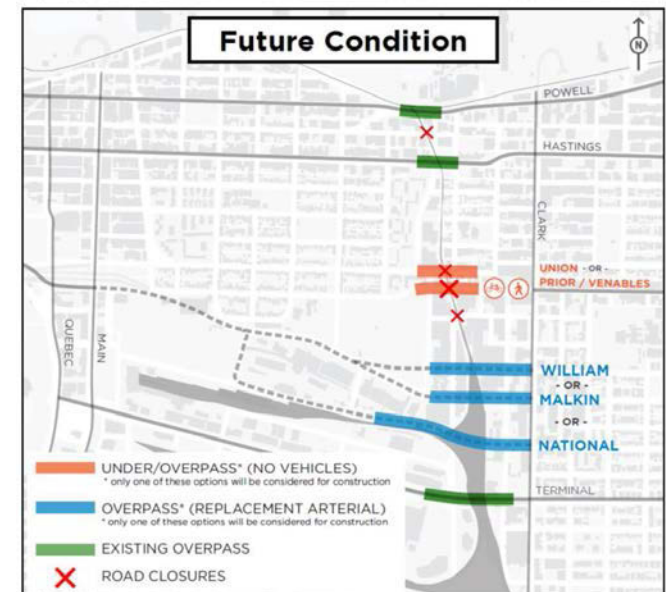 Future Condition
N
POWELL
HASTINGS
CLARK
UNION - OR -
PRIOR / VENABLES
QUEBEC
MAIN
WILLIAM
- OR -
MALKIN
- OR -
NATIONAL
TERMINAL
UNDER/OVERPASS* (NO VEHICLES)
* only one of these options will be considered for construction
OVERPASS* (REPLACEMENT ARTERIAL)
* only one of these options will be considered for construction
EXISTING OVERPASS
ROAD CLOSURES